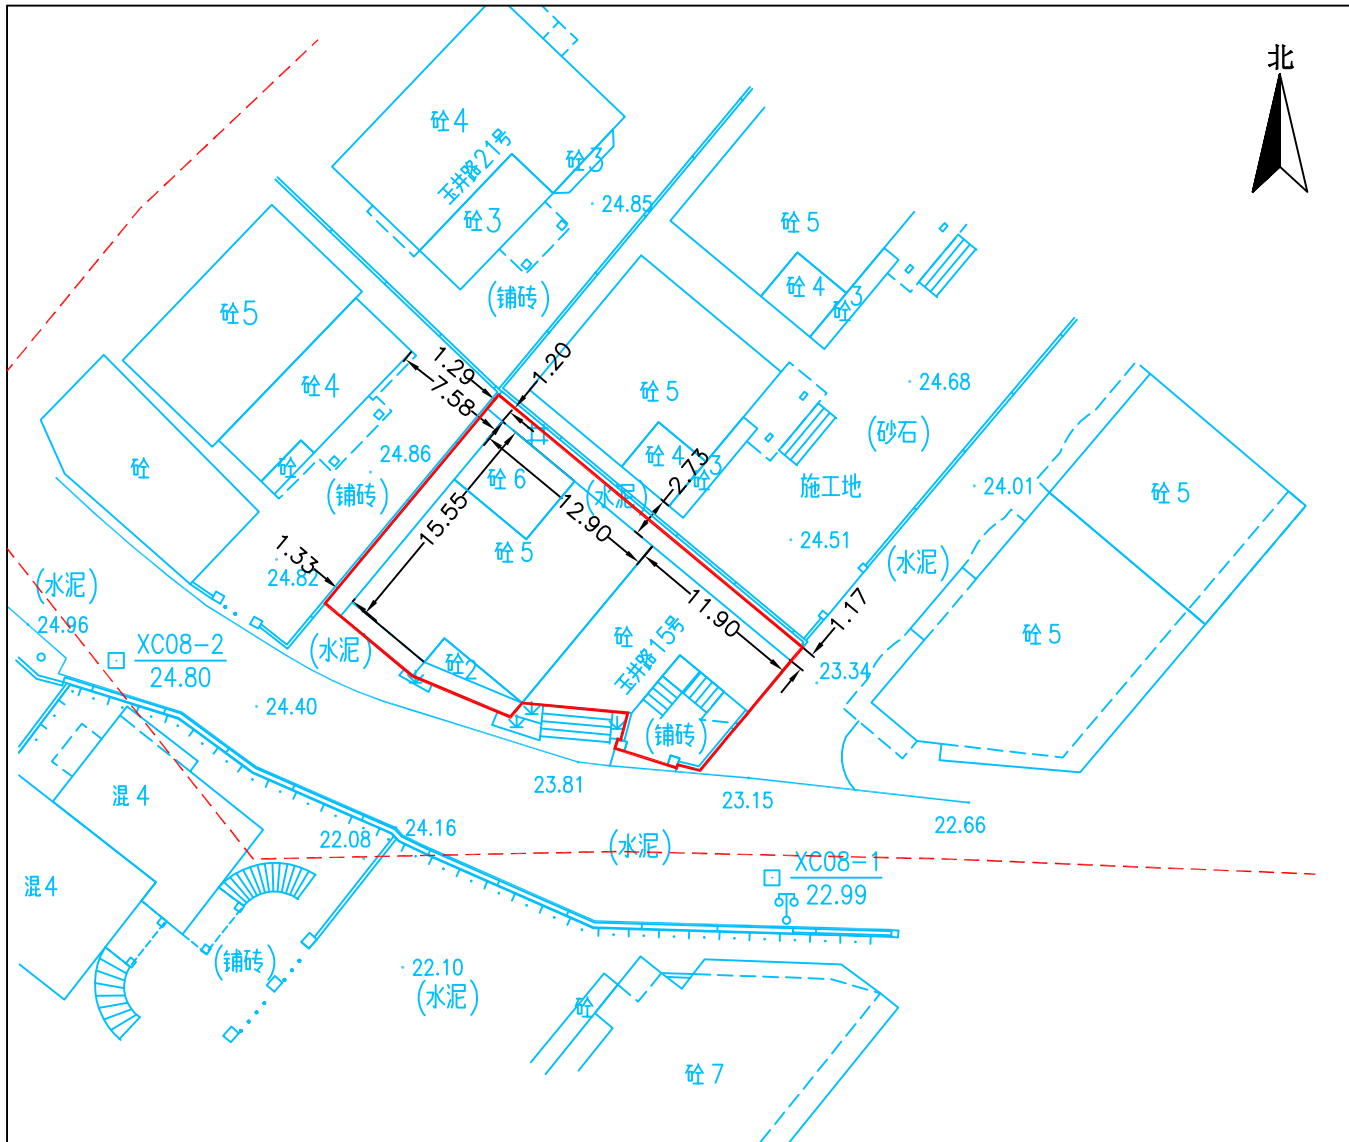 北
砼4
玉井路21号
砼3
砼3
24.85
砼5
砼4
砼3
(铺砖)
砼5
1.29
1.20
7.58
砼4
砼5
24.68
(砂石)
砼
砼
24.86
(铺砖)
砼6
砼4
砼3
2.73
(水泥)
施工地
24.01
砼5
15.55
12.90
砼5
24.51
1.33
24.82
(水泥)
(水泥)
24.96
11.90
1.17
XC08-2
24.80
(水泥)
砼2
砼
玉井路15号
砼5
23.34
24.40
(铺砖)
23.81
23.15
22.66
混4
22.08
24.16
(水泥)
XC08-1
22.99
混4
(铺砖)
22.10
(水泥)
砼
砼7